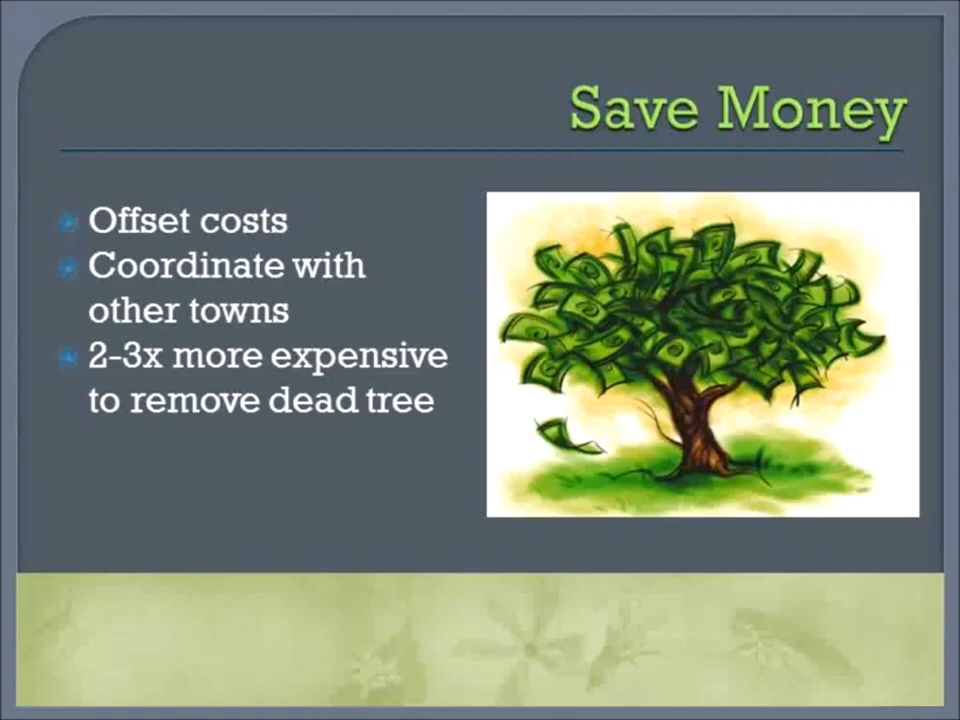 Save Money
Offset costs
Coordinate with
other towns
2-3x more expensive
to remove dead tree